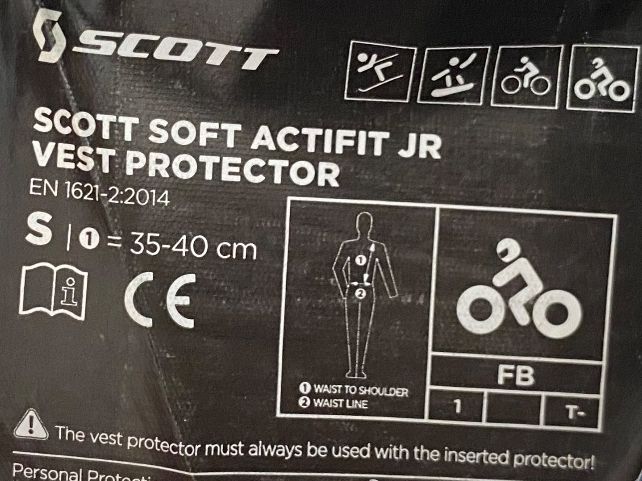 SCOTT
SCOTT SOFT ACTIFIT JR
VEST PROTECTOR
EN 1621-2:2014
S | 1 = 35-40 cm
i
CE
1
2
1 WAIST TO SHOULDER
2 WAIST LINE
FB
1 T-
! The vest protector must always be used with the inserted protector!
Personal